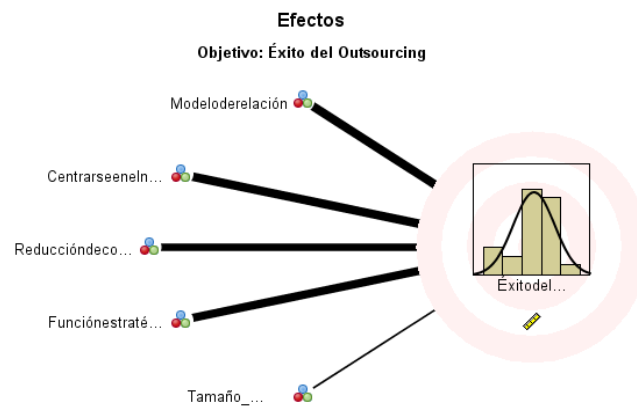 Efectos
Objetivo: Éxito del Outsourcing
Modeloderelación
Centrarseeneln...
Reduccióndeco...
Funciónestraté...
Tamaño_...
Éxitodel...